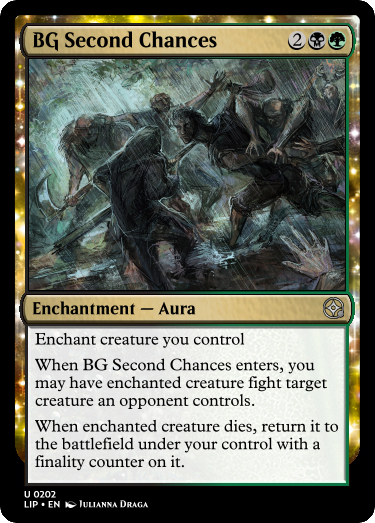 BG Second Chances 2
Enchantment — Aura
Enchant creature you control
When BG Second Chances enters, you
may have enchanted creature fight target
creature an opponent controls.
When enchanted creature dies, return it to
the battlefield under your control with a
finality counter on it.
U 0202
LIP • EN Julianna Draga